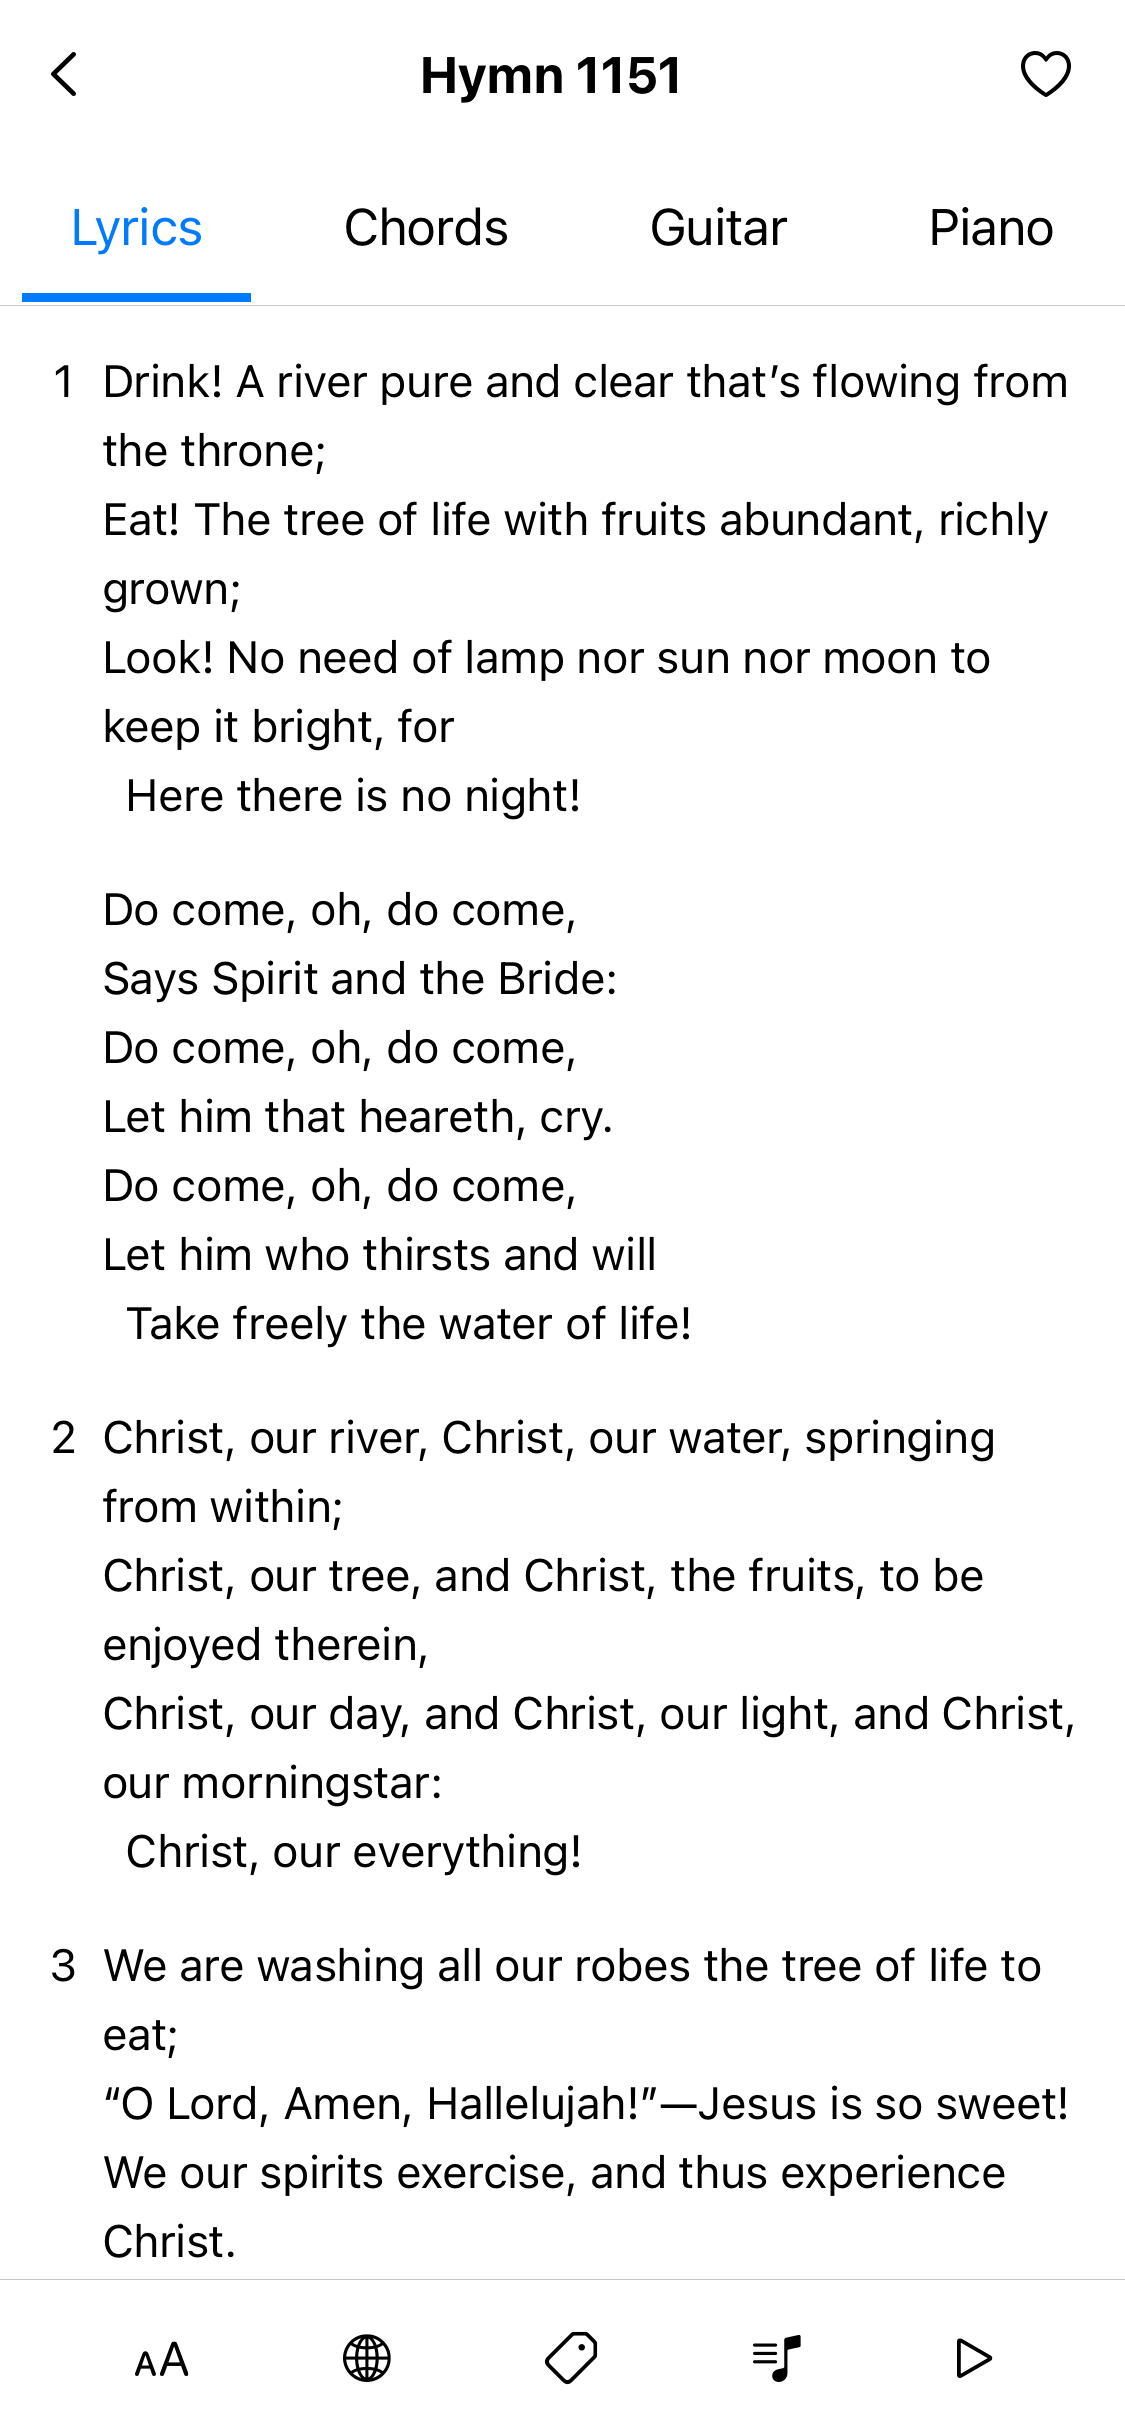 Hymn 1151
Lyrics Chords Guitar Piano
1 Drink! A river pure and clear that’s flowing from
the throne;
Eat! The tree of life with fruits abundant, richly
grown;
Look! No need of lamp nor sun nor moon to
keep it bright, for
Here there is no night!
Do come, oh, do come,
Says Spirit and the Bride:
Do come, oh, do come,
Let him that heareth, cry.
Do come, oh, do come,
Let him who thirsts and will
Take freely the water of life!
2 Christ, our river, Christ, our water, springing
from within;
Christ, our tree, and Christ, the fruits, to be
enjoyed therein,
Christ, our day, and Christ, our light, and Christ,
our morningstar:
Christ, our everything!
3 We are washing all our robes the tree of life to
eat;
“O Lord, Amen, Hallelujah!”—Jesus is so sweet!
We our spirits exercise, and thus experience
Christ.
AA